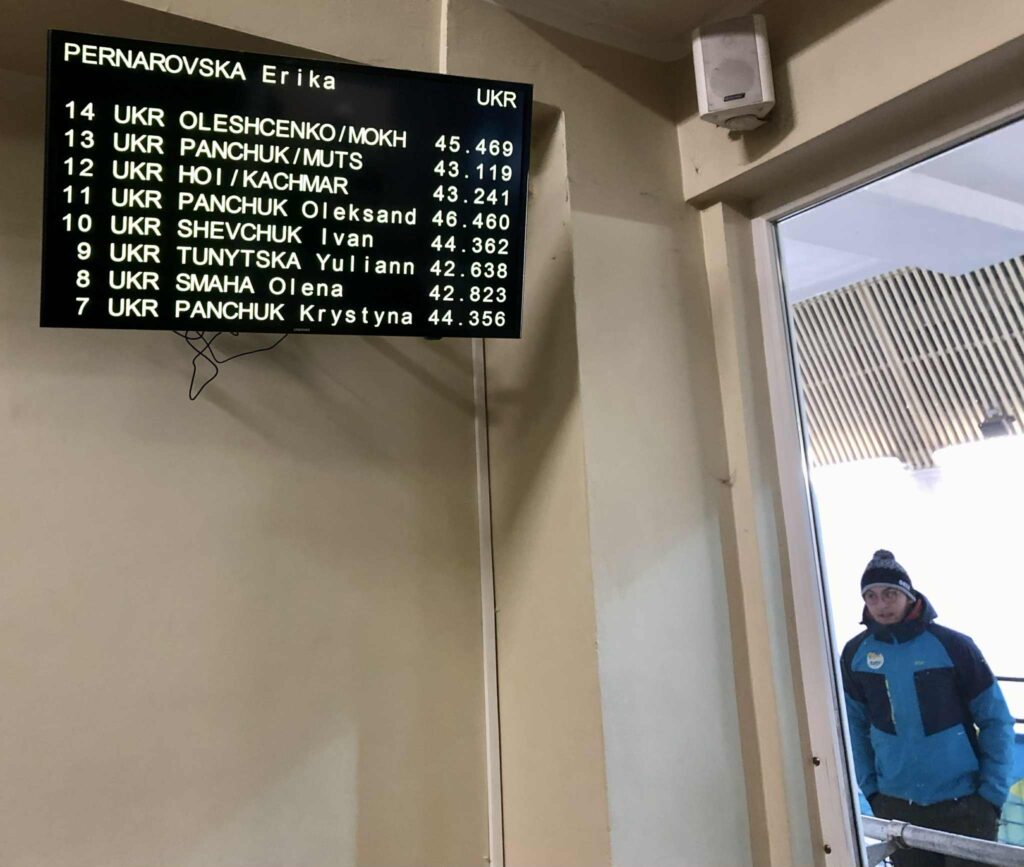 PERNAROVSKA Erika
UKR
14 UKR OLESHCENKO/MOKH 45.469
13 UKR PANCHUK/MUTS 43.119
12 UKR HOI/KACHMAR 43.241
11 UKR PANCHUK Oleksand 46.460
10 UKR SHEVCHUK Ivan 44.362
9 UKR TUNYTSKA Yuliann 42.638
8 UKR SMAHA Olena 42.823
7 UKR PANCHUK Krystyna 44.356